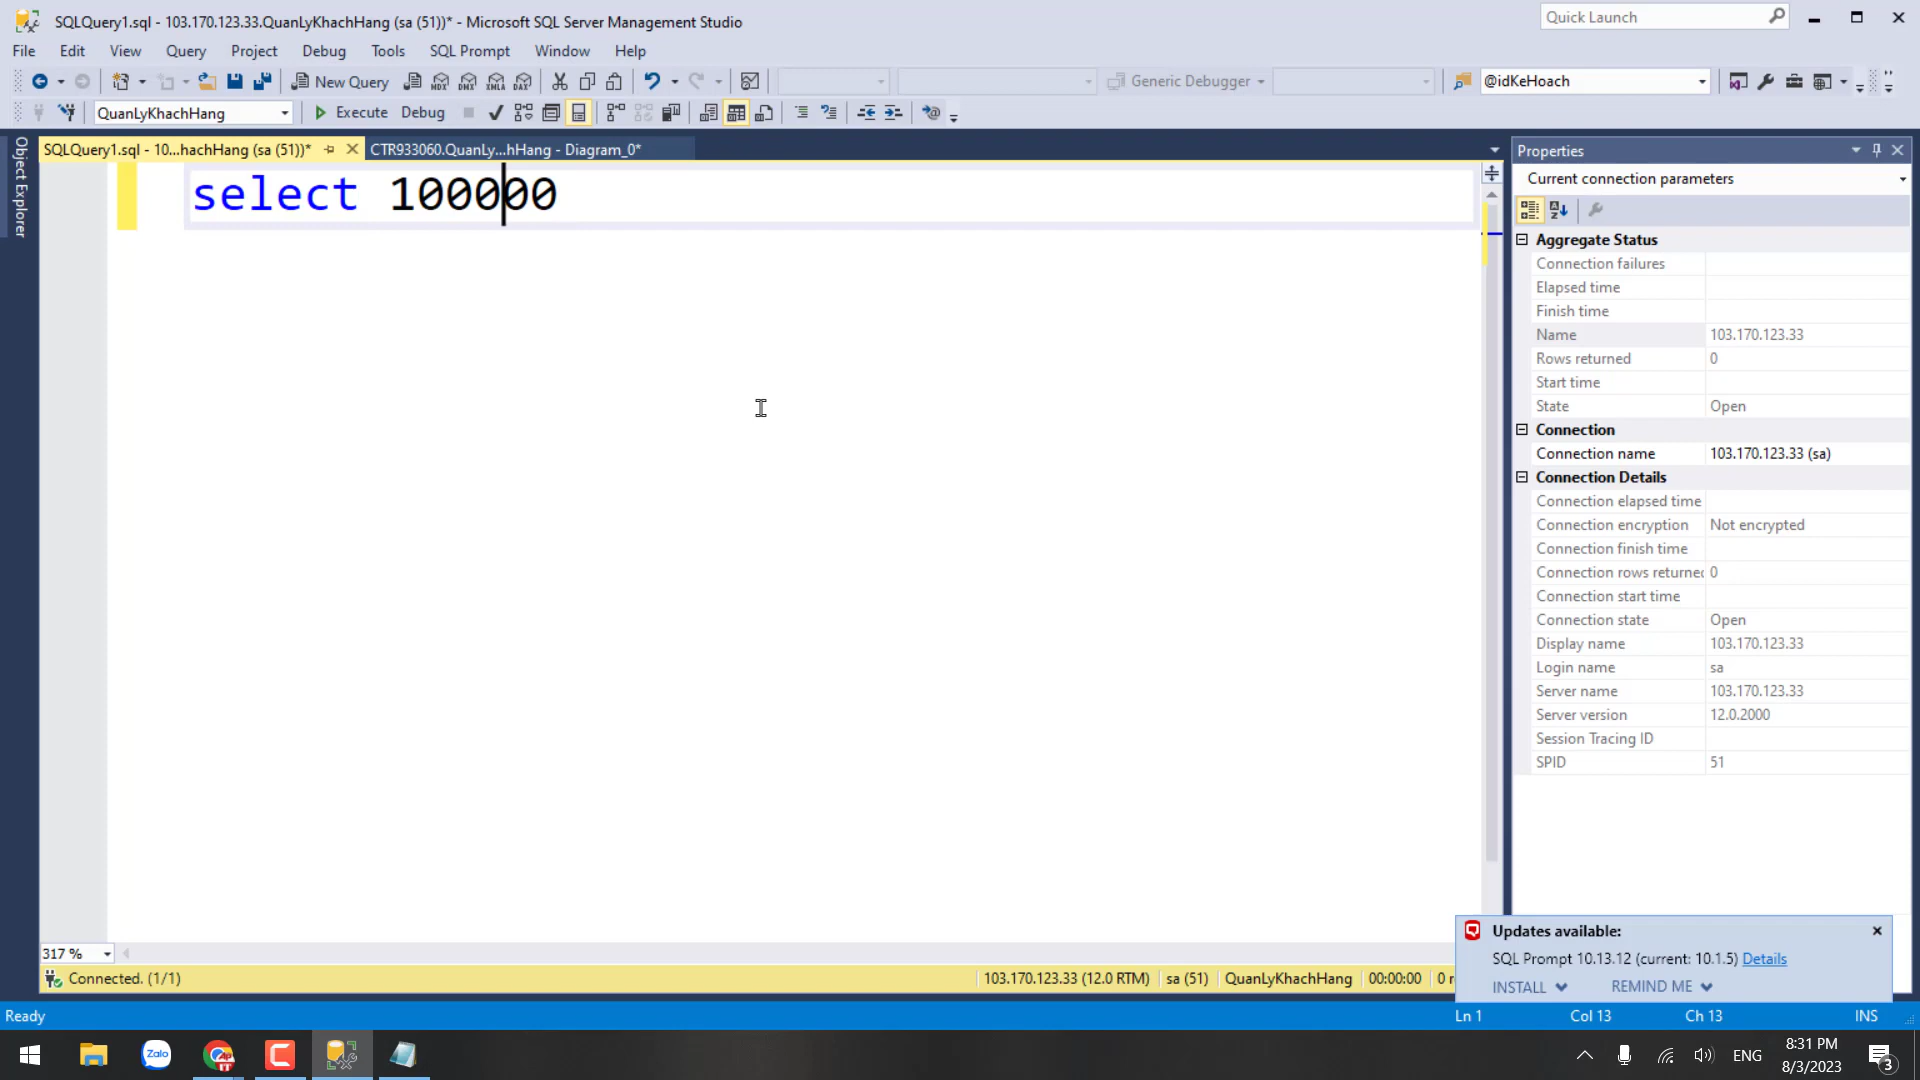 SQLQuery1.sql - 103.170.123.33.QuanLyKhachHang (sa (51))* - Microsoft SQL Server Management Studio
Quick Launch
File Edit View Query Project Debug Tools SQL Prompt Window Help
New Query MDX DMX XMLA DAX Generic Debugger @idKeHoach
QuanLyKhachHang Execute Debug
Object Explorer
SQLQuery1.sql - 10...hachHang (sa (51))* CTR933060.QuanLy...hHang - Diagram_0*
select 100000
317 %
Connected. (1/1) 103.170.123.33 (12.0 RTM) sa (51) QuanLyKhachHang 00:00:00 0 r
Properties
Current connection parameters
Aggregate Status
Connection failures
Elapsed time
Finish time
Name 103.170.123.33
Rows returned 0
Start time
State Open
Connection
Connection name 103.170.123.33 (sa)
Connection Details
Connection elapsed time
Connection encryption Not encrypted
Connection finish time
Connection rows returned 0
Connection start time
Connection state Open
Display name 103.170.123.33
Login name sa
Server name 103.170.123.33
Server version 12.0.2000
Session Tracing ID
SPID 51
Updates available:
SQL Prompt 10.13.12 (current: 10.1.5) Details
INSTALL REMIND ME
Ready Ln 1 Col 13 Ch 13 INS
Zalo
ENG
8:31 PM
8/3/2023
3